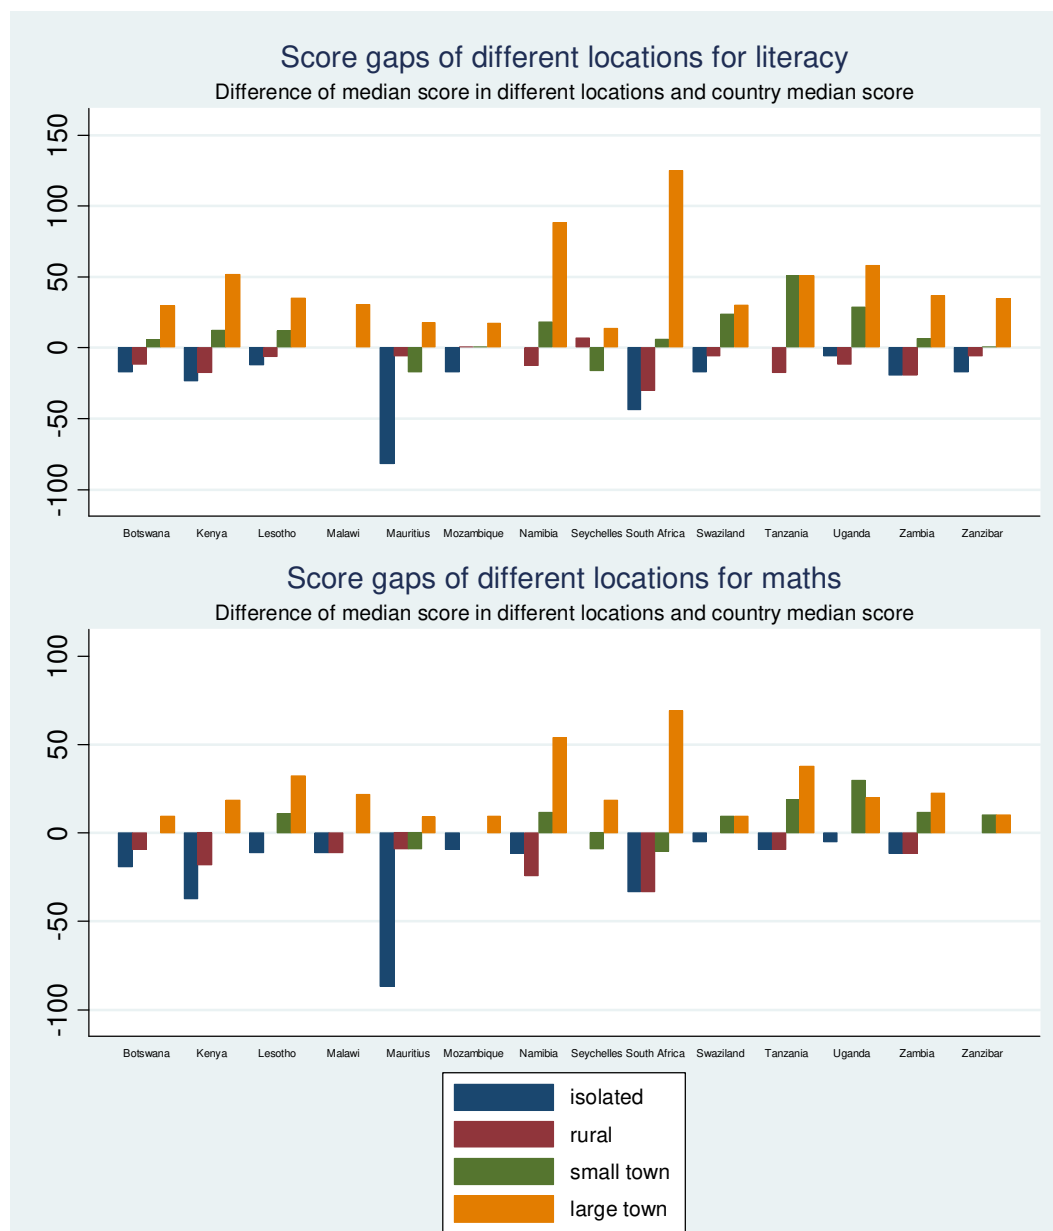 Score gaps of different locations for literacy
Difference of median score in different locations and country median score
150
100
50
0
-50
-100
Botswana Kenya Lesotho Malawi Mauritius Mozambique Namibia Seychelles South Africa Swaziland Tanzania Uganda Zambia Zanzibar
Score gaps of different locations for maths
Difference of median score in different locations and country median score
100
50
0
-50
-100
Botswana Kenya Lesotho Malawi Mauritius Mozambique Namibia Seychelles South Africa Swaziland Tanzania Uganda Zambia Zanzibar
isolated
rural
small town
large town